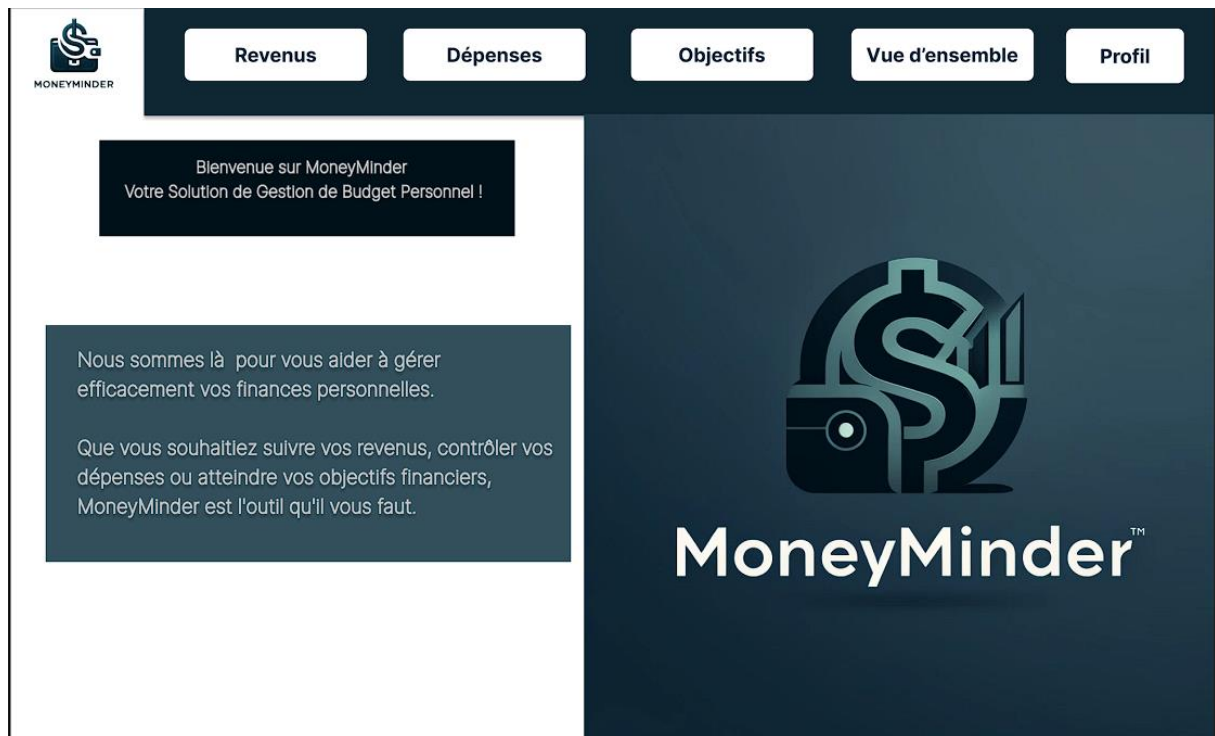 MONEYMINDER
Revenus
Dépenses
Objectifs
Vue d'ensemble
Profil
Bienvenue sur MoneyMinder
Votre Solution de Gestion de Budget Personnel !
Nous sommes là pour vous aider à gérer
efficacement vos finances personnelles.
Que vous souhaitiez suivre vos revenus, contrôler vos
dépenses ou atteindre vos objectifs financiers,
MoneyMinder est l'outil qu'il vous faut.
MoneyMinder™